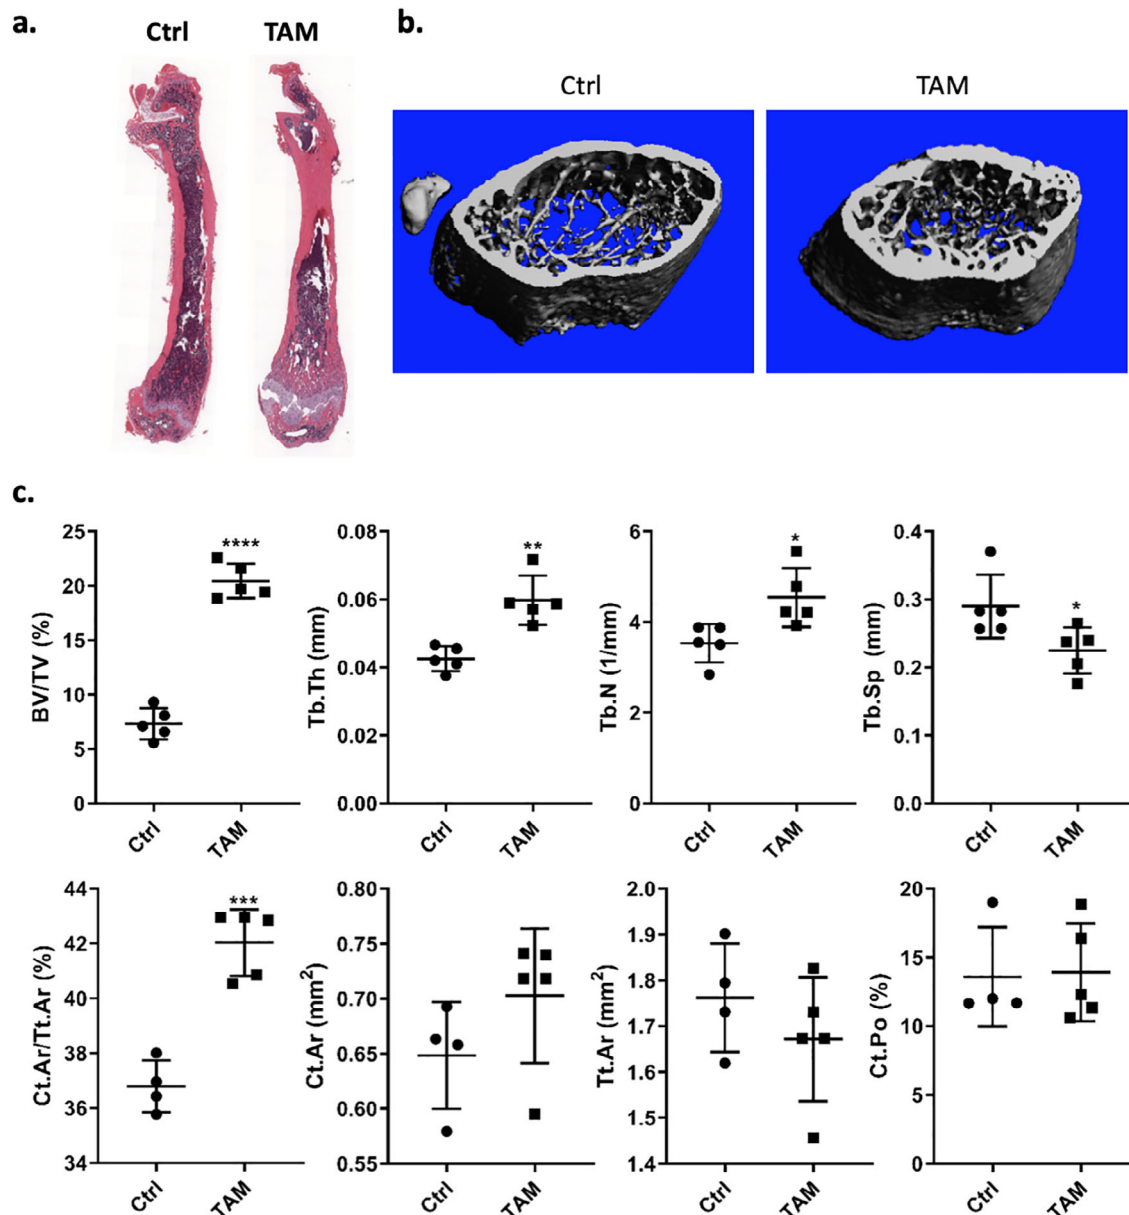 a.
Ctrl
TAM
b.
Ctrl
TAM
c.
BV/TV (%)
25
20
15
10
5
0
****
Ctrl
TAM
Tb.Th (mm)
0.08
0.06
0.04
0.02
0.00
**
Ctrl
TAM
Tb.N (1/mm)
6
4
2
0
*
Ctrl
TAM
Tb.Sp (mm)
0.4
0.3
0.2
0.1
0.0
*
Ctrl
TAM
Ct.Ar/Tt.Ar (%)
44
42
40
38
36
34
***
Ctrl
TAM
Ct.Ar (mm²)
0.80
0.75
0.70
0.65
0.60
0.55
Ctrl
TAM
Tt.Ar (mm²)
2.0
1.9
1.8
1.7
1.6
1.5
1.4
Ctrl
TAM
Ct.Po (%)
20
15
10
5
0
Ctrl
TAM